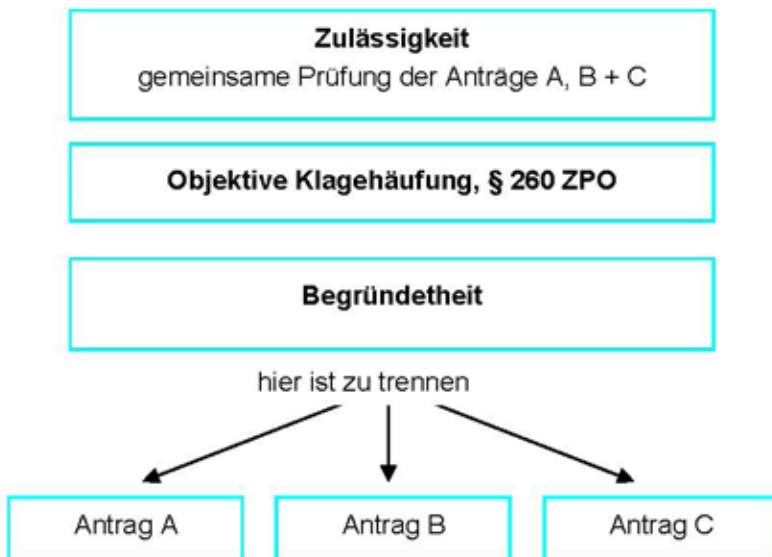 Zulässigkeit
gemeinsame Prüfung der Anträge A, B + C
Objektive Klagehäufung, § 260 ZPO
Begründetheit
hier ist zu trennen
Antrag A
Antrag B
Antrag C